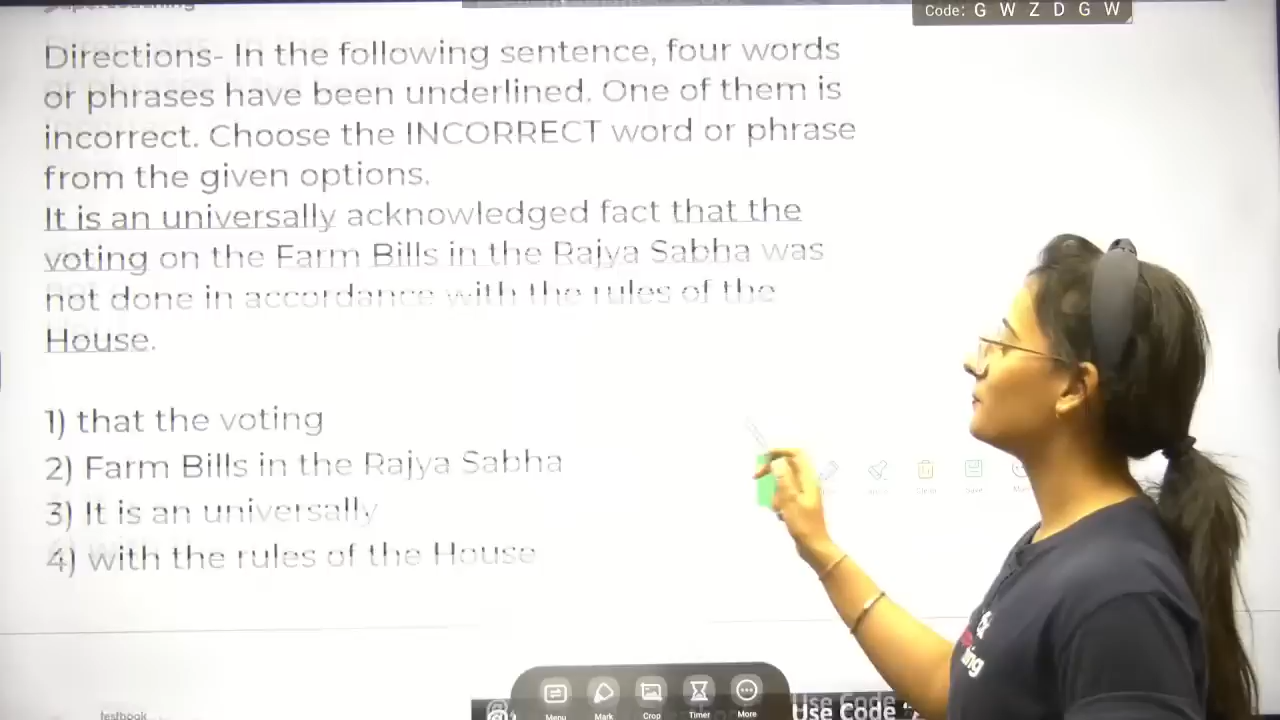 Code: G W Z D G W
Directions- In the following sentence, four words
or phrases have been underlined. One of them is
incorrect. Choose the INCORRECT word or phrase
from the given options.
It is an universally acknowledged fact that the
voting on the Farm Bills in the Rajya Sabha was
not done in accordance with the rules of the
House.
1) that the voting
2) Farm Bills in the Rajya Sabha
3) It is an universally
4) with the rules of the House
Clear Save
Menu Mark Crop Timer More
testbook
Use Code